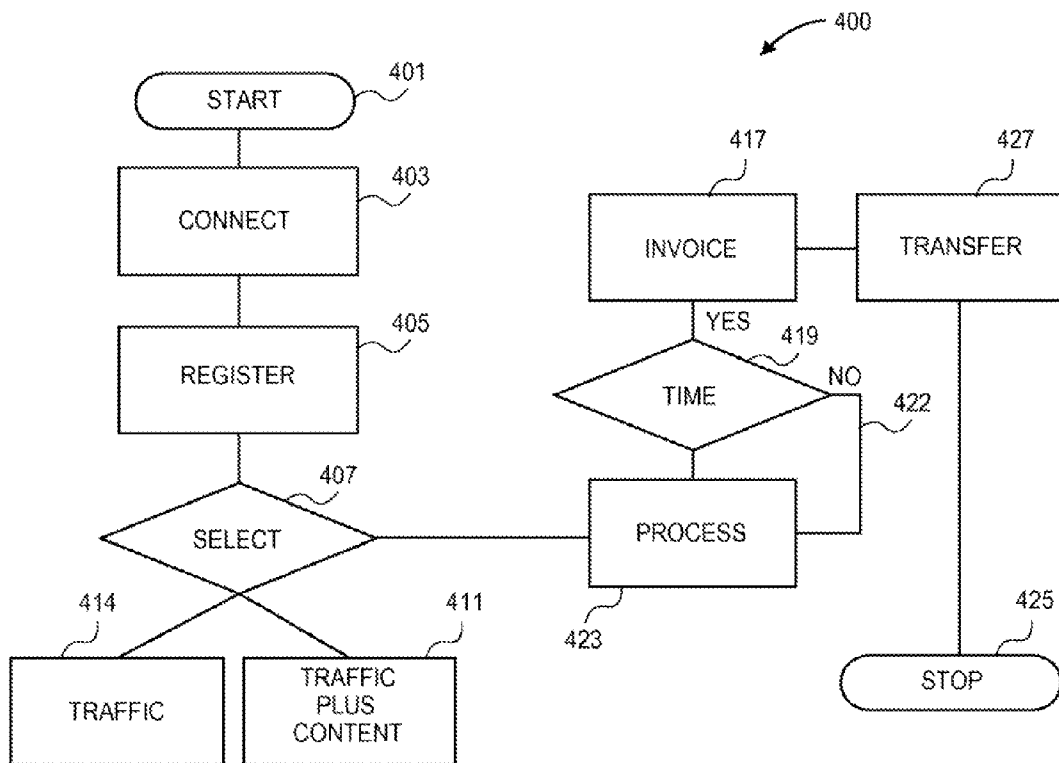 400
START
401
CONNECT
403
REGISTER
405
SELECT
407
TRAFFIC
414
TRAFFIC
PLUS
CONTENT
411
PROCESS
423
TIME
419
YES
NO
422
INVOICE
417
TRANSFER
427
STOP
425